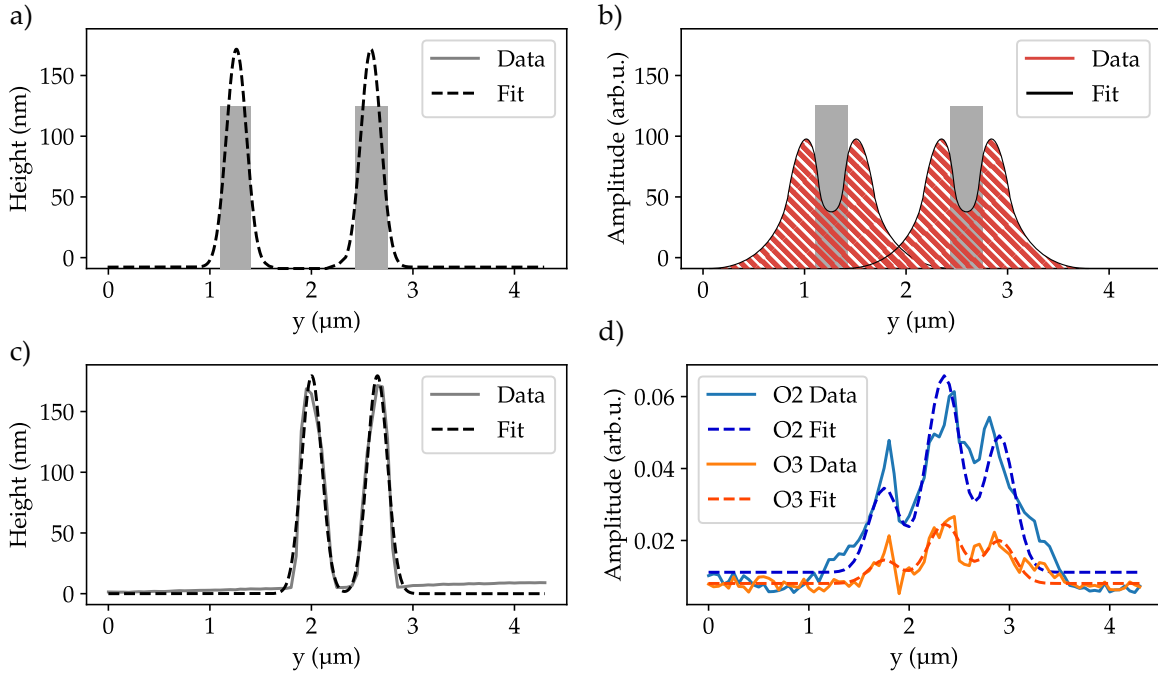 a)
Height (nm)
150
100
50
0
1
2
3
4
y (µm)
Data
Fit
b)
Amplitude (arb.u.)
150
100
50
0
0
1
2
3
4
y (µm)
Data
Fit
c)
Height (nm)
150
100
50
0
0
1
2
3
4
y (µm)
Data
Fit
d)
Amplitude (arb.u.)
0.06
0.04
0.02
0
1
2
3
4
y (µm)
O2 Data
O2 Fit
O3 Data
O3 Fit